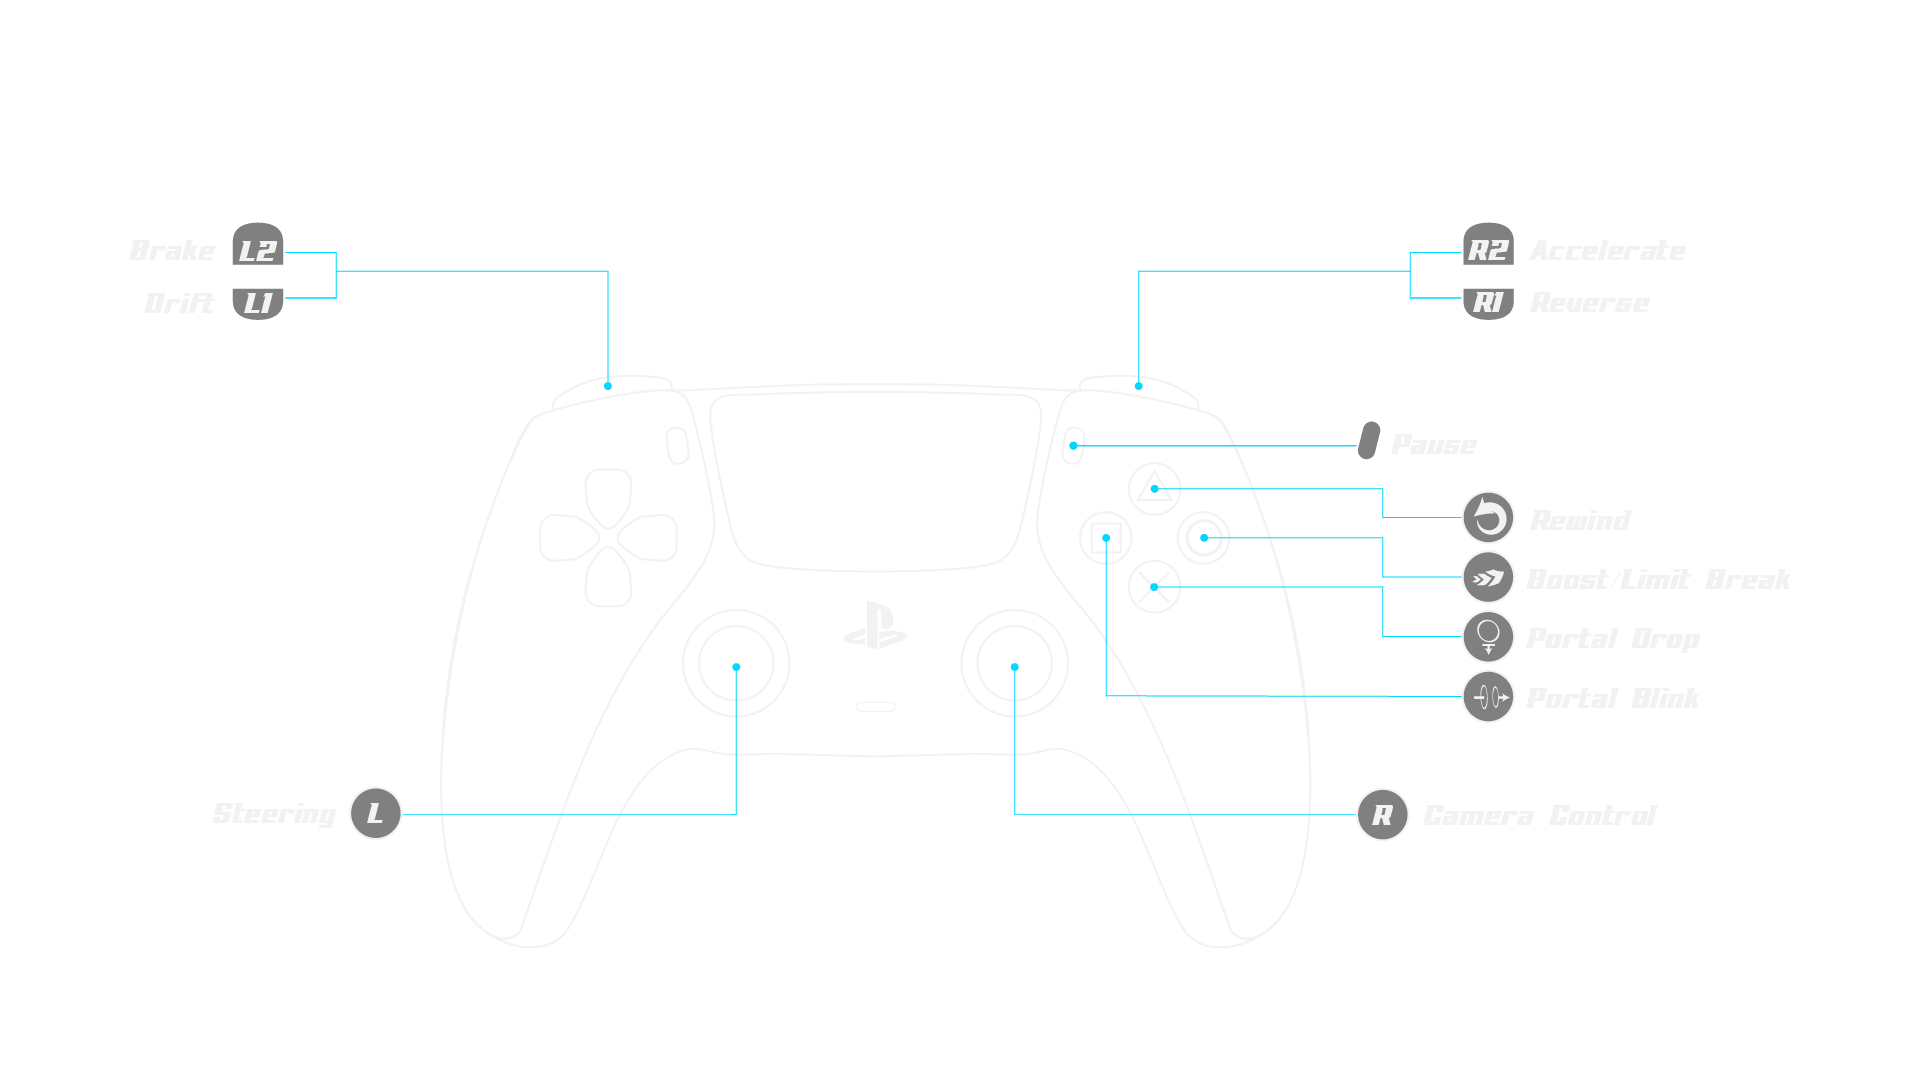 Brake L2
Drift L1
R2 Accelerate
R1 Reverse
Pause
Rewind
Boost/Limit Break
Portal Drop
Portal Blink
Steering L
R Camera Control